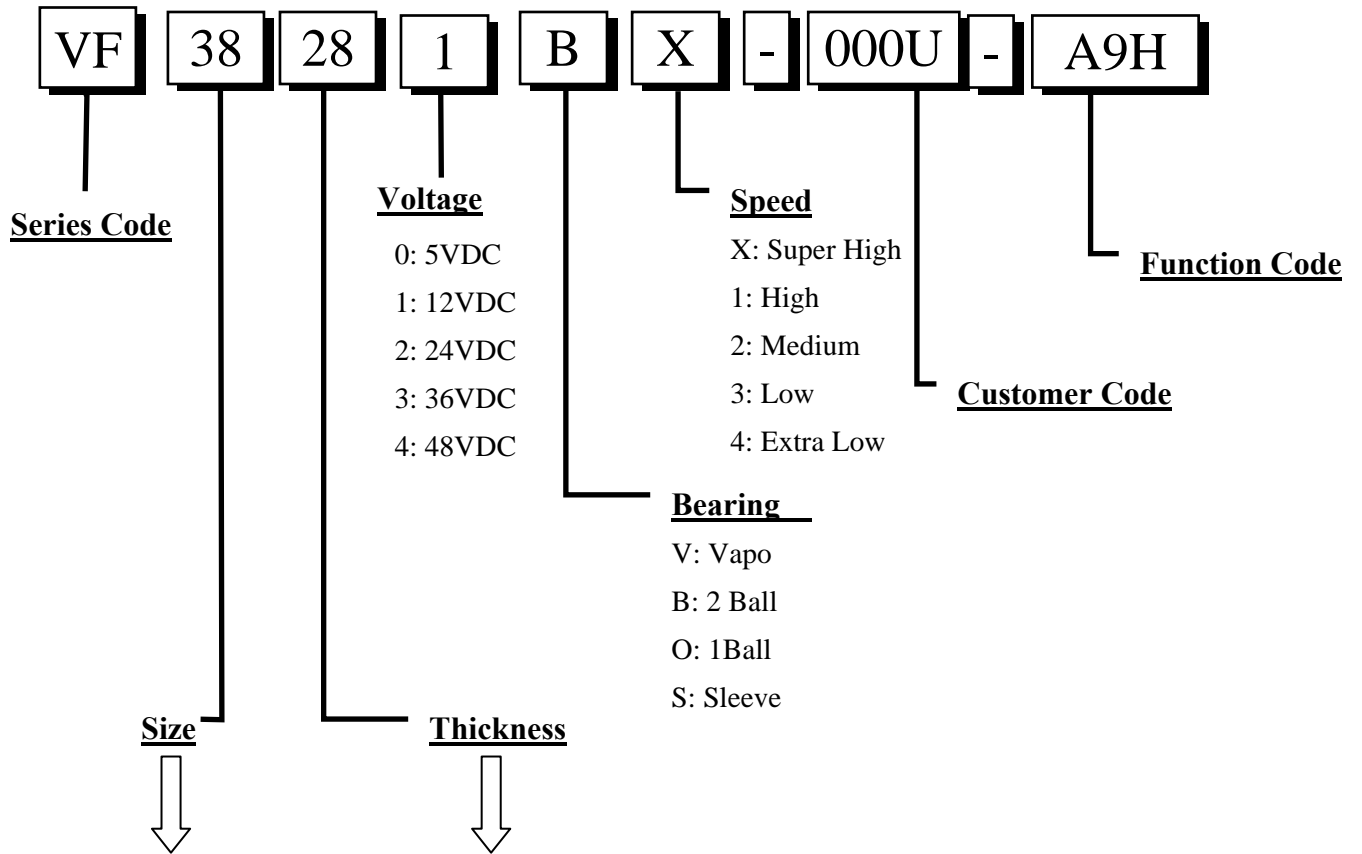 VF 38 28 1 B X - 000U - A9H
Series Code
Voltage
0: 5VDC
1: 12VDC
2: 24VDC
3: 36VDC
4: 48VDC
Speed
X: Super High
1: High
2: Medium
3: Low
4: Extra Low
Function Code
Customer Code
Bearing
V: Vapo
B: 2 Ball
O: 1Ball
S: Sleeve
Size
Thickness